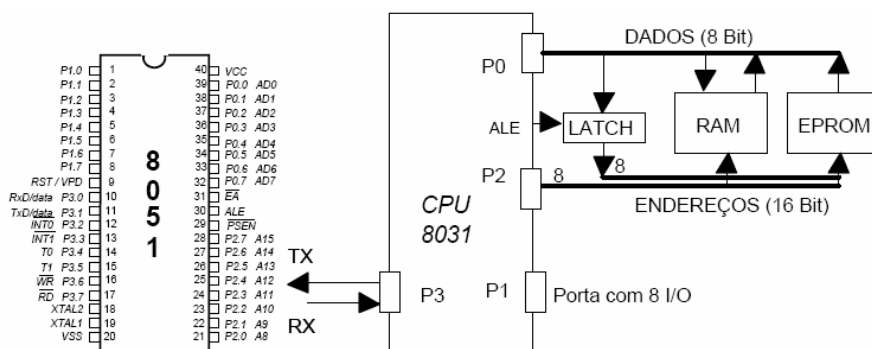 P1.0 1 40 VCC
P1.1 2 39 P0.0 AD0
P1.2 3 38 P0.1 AD1
P1.3 4 37 P0.2 AD2
P1.4 5 36 P0.3 AD3
P1.5 6 35 P0.4 AD4
P1.6 7 34 P0.5 AD5
P1.7 8 33 P0.6 AD6
RST / VPD 9 32 P0.7 AD7
RxD/data P3.0 10 31 EA
TxD/data P3.1 11 30 ALE
INT0 P3.2 12 29 PSEN
INT1 P3.3 13 28 P2.7 A15
T0 P3.4 14 27 P2.6 A14
T1 P3.5 15 26 P2.5 A13
WR P3.6 16 25 P2.4 A12
RD P3.7 17 24 P2.3 A11
XTAL2 18 23 P2.2 A10
XTAL1 19 22 P2.1 A9
VSS 20 21 P2.0 A8
8051
TX
RX
CPU
8031
P0
ALE
P2
P3
P1
DADOS (8 Bit)
LATCH
RAM
EPROM
8
8
ENDEREÇOS (16 Bit)
Porta com 8 I/O